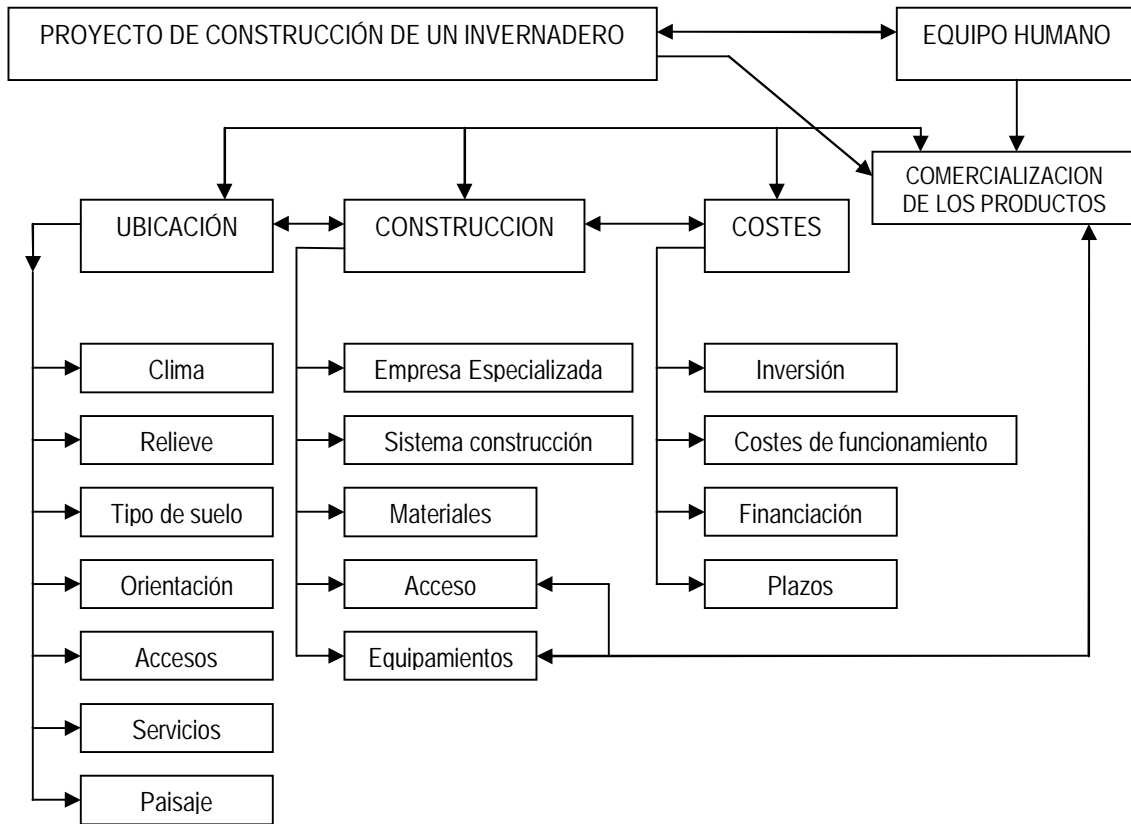 PROYECTO DE CONSTRUCCIÓN DE UN INVERNADERO
EQUIPO HUMANO
COMERCIALIZACION
DE LOS PRODUCTOS
UBICACIÓN
CONSTRUCCION
COSTES
Clima
Relieve
Tipo de suelo
Orientación
Accesos
Servicios
Paisaje
Empresa Especializada
Sistema construcción
Materiales
Acceso
Equipamientos
Inversión
Costes de funcionamiento
Financiación
Plazos